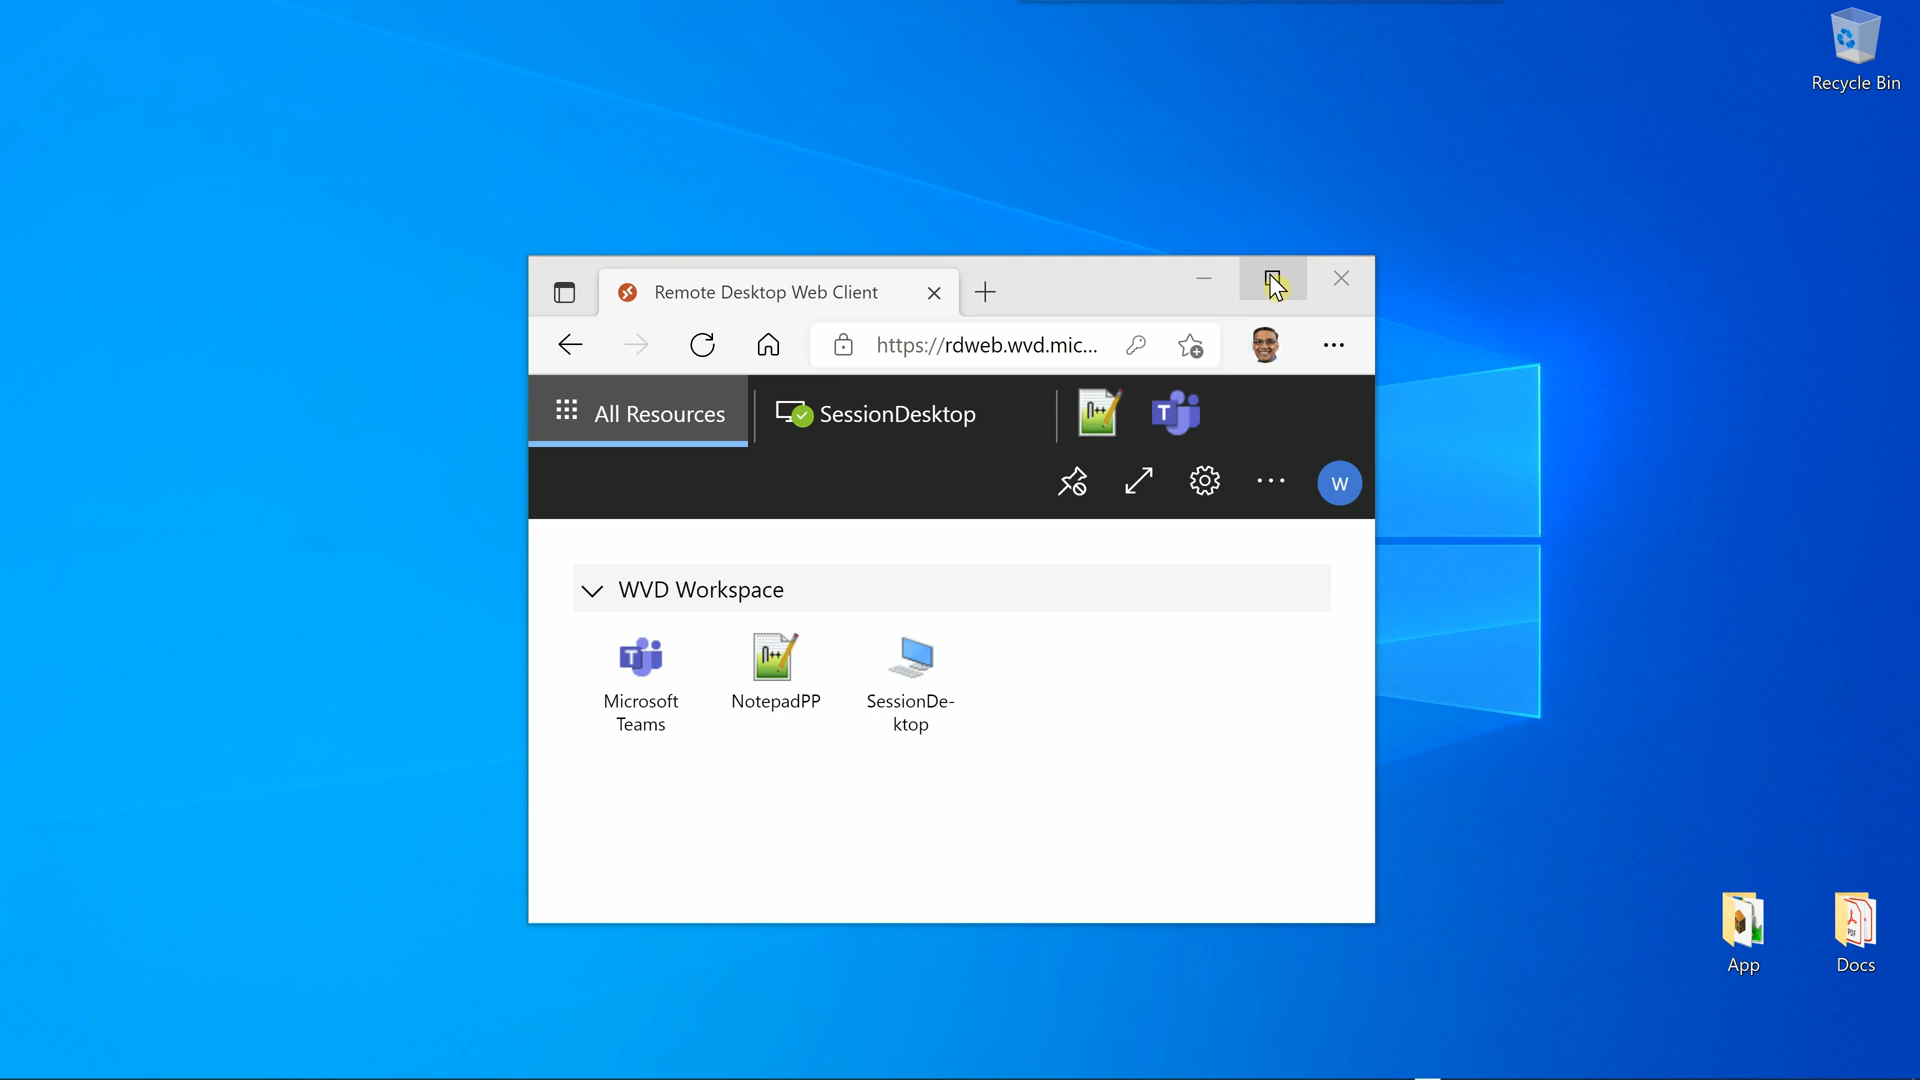 Recycle Bin
Remote Desktop Web Client
https://rdweb.wvd.mic...
All Resources
SessionDesktop
W
WVD Workspace
Microsoft
Teams
NotepadPP
SessionDe-
ktop
App
Docs